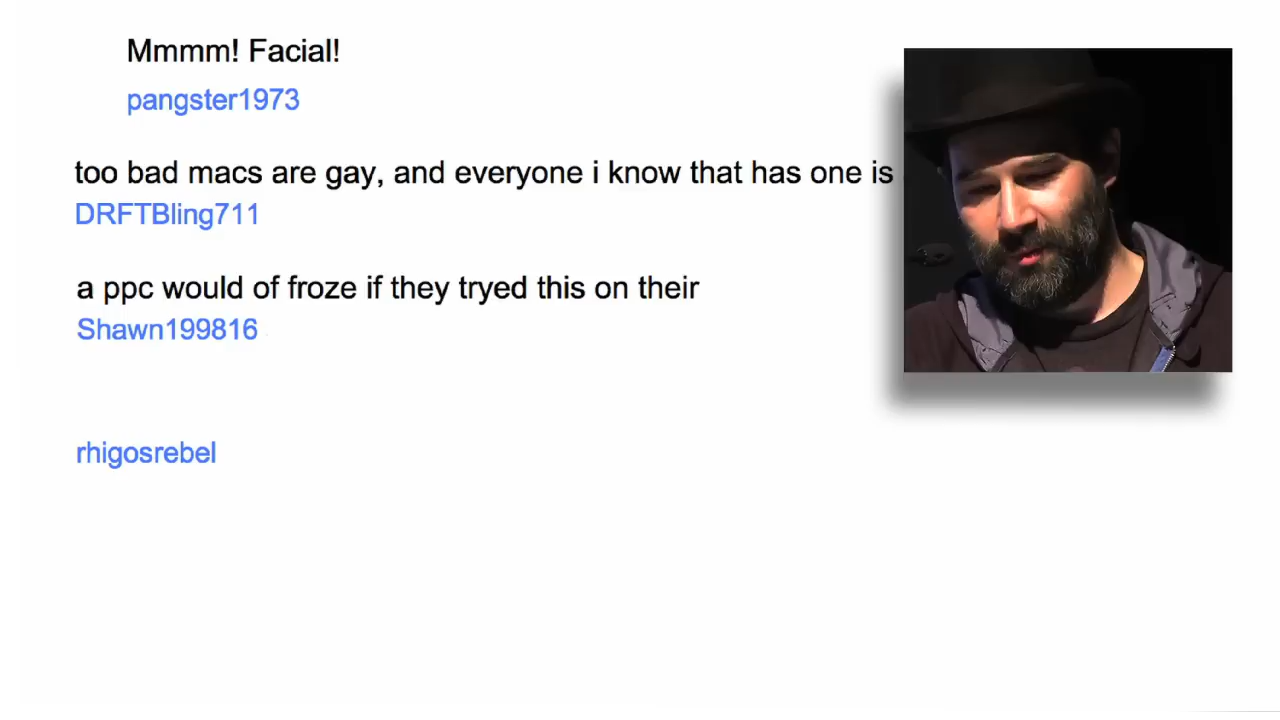 Mmmm! Facial!
pangster1973
too bad macs are gay, and everyone i know that has one is
DRFTBling711
a ppc would of froze if they tryed this on their
Shawn199816
rhigosrebel